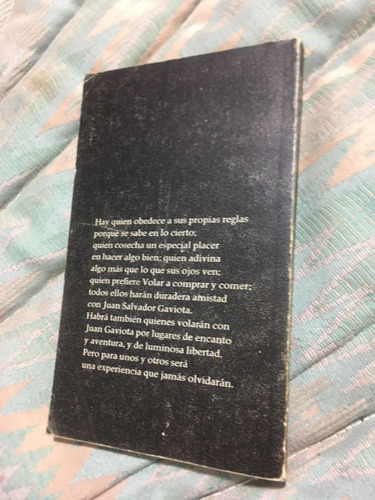 Hay quien obedece a sus propias reglas
porque se sabe en lo cierto;
quien cosecha un especial placer
en hacer algo bien; quien adivina
algo más que lo que sus ojos ven;
quien prefiere Volar a comprar y comer;
todos ellos harán duradera amistad
con Juan Salvador Gaviota.
Habrá también quienes volarán con
Juan Gaviota por lugares de encanto
y aventura, y de luminosa libertad.
Pero para unos y otros será
una experiencia que jamás olvidarán.